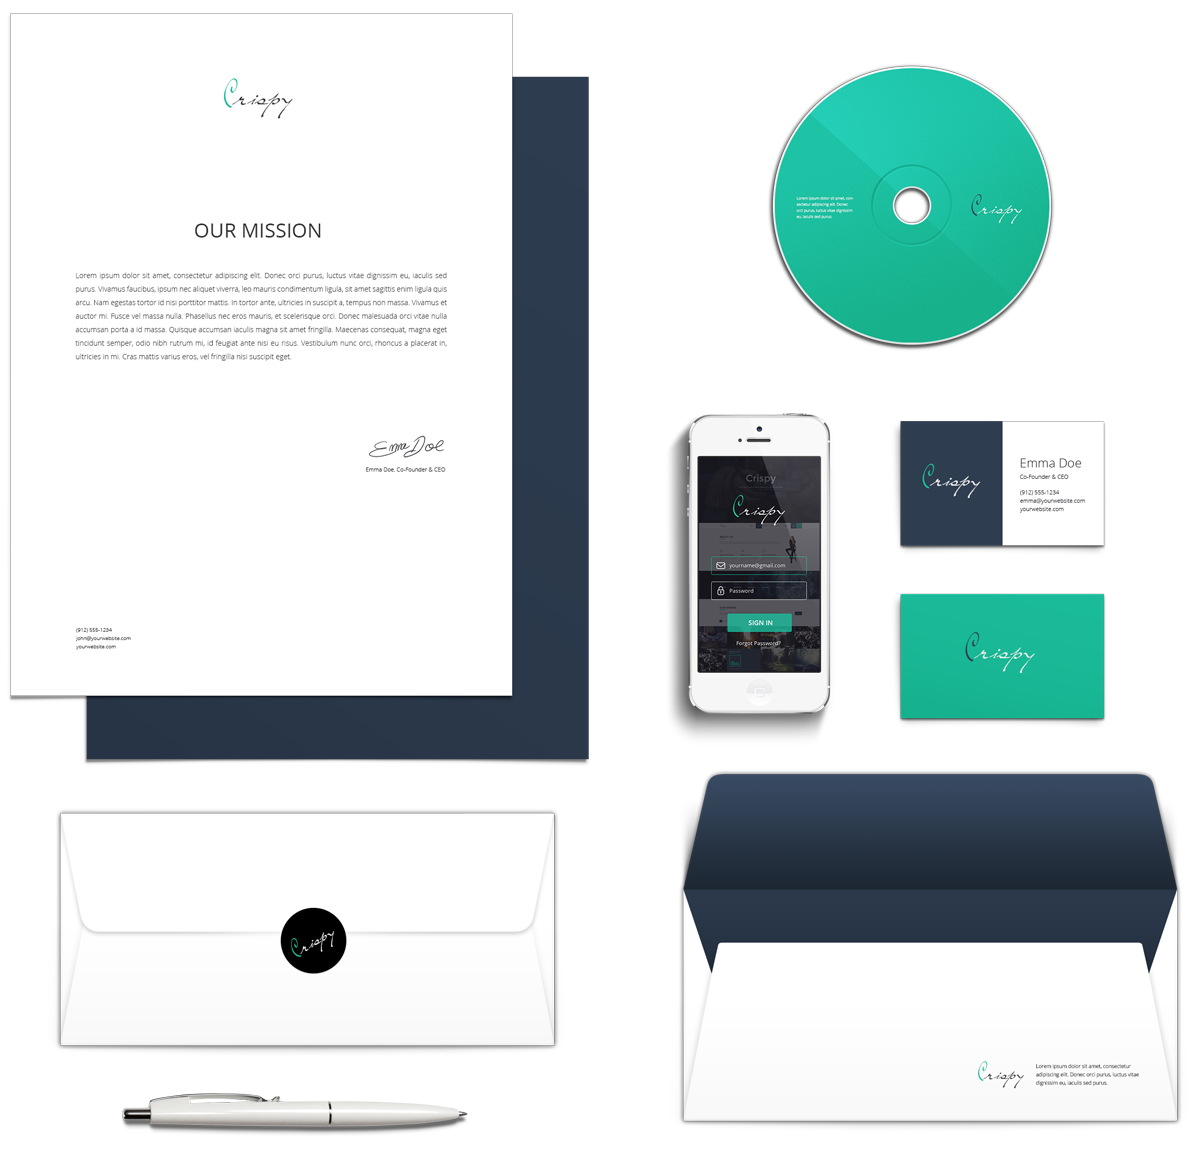 Crispy
OUR MISSION
Lorem ipsum dolor sit amet, consectetur adipiscing elit. Donec orci purus, luctus vitae dignissim eu, iaculis sed
purus. Vivamus faucibus, ipsum nec aliquet viverra, leo mauris condimentum ligula, sit amet sagittis enim ligula quis
arcu. Nam egestas tortor id nisi porttitor mattis. In tortor ante, ultricies in suscipit a, tempus non massa. Vivamus et
auctor mi. Fusce vel massa nulla. Phasellus nec eros mauris, et scelerisque orci. Donec malesuada orci vitae nulla
accumsan porta a id massa. Quisque accumsan iaculis magna sit amet fringilla. Maecenas consequat, magna eget
tincidunt semper, odio nibh rutrum mi, id feugiat ante nisi eu risus. Vestibulum nunc orci, rhoncus a placerat in,
ultricies in mi. Cras mattis varius eros, vel fringilla nisi suscipit eget.
Emma Doe
Emma Doe, Co-Founder & CEO
(912) 555-1234
john@yourwebsite.com
yourwebsite.com
Lorem ipsum dolor sit amet, con-
sectetur adipiscing elit. Donec
orci purus, luctus vitae dignissim
eu, iaculis sed purus.
Crispy
Crispy
Crispy
yourname@gmail.com
Password
SIGN IN
Forgot Password?
Crispy
Emma Doe
Co-Founder & CEO
(912) 555-1234
emma@yourwebsite.com
yourwebsite.com
Crispy
Crispy
Crispy
Lorem ipsum dolor sit amet, consectetur
adipiscing elit. Donec orci purus, luctus vitae
dignissim eu, iaculis sed purus.